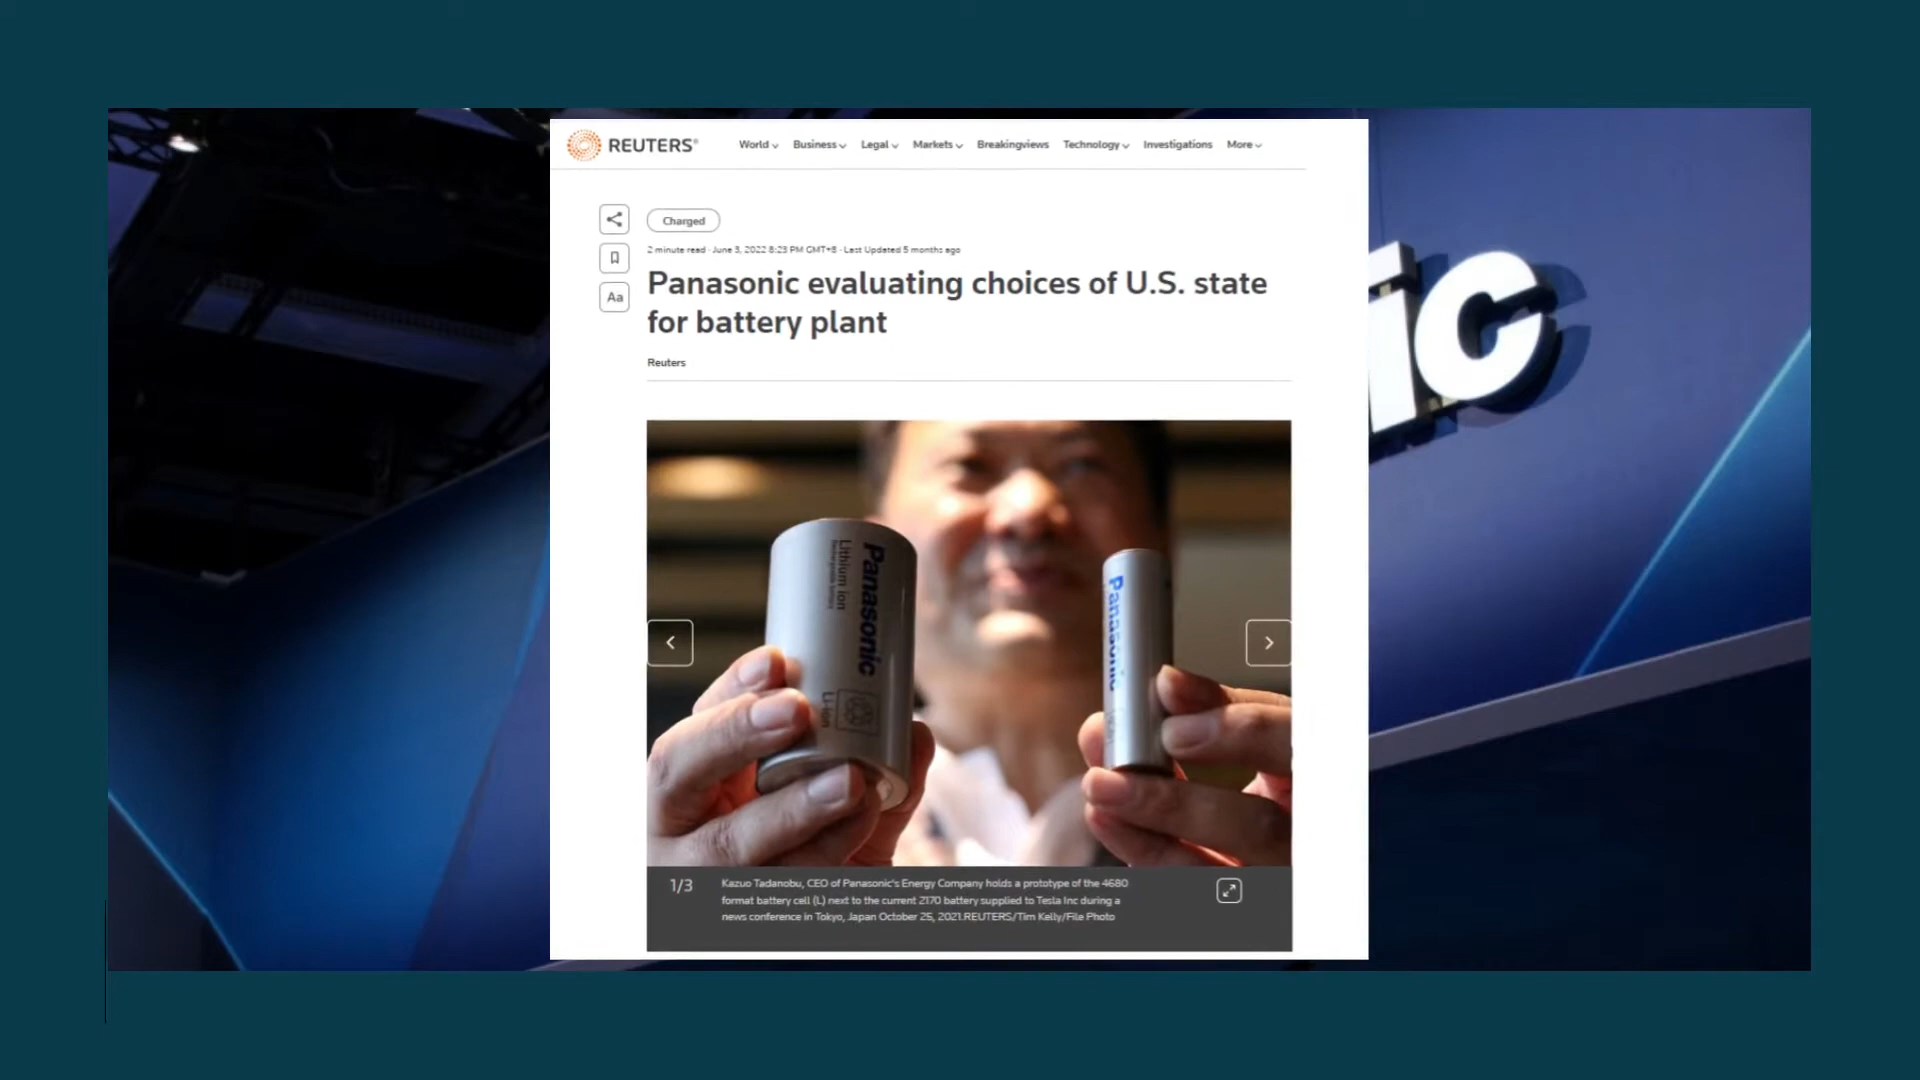 REUTERS®
World Business Legal Markets Breakingviews Technology Investigations More
Charged
2 minute read · June 3, 2022 8:23 PM GMT+8 · Last Updated 5 months ago
Aa
Panasonic evaluating choices of U.S. state
for battery plant
Reuters
ic
Panasonic
Lithium ion
Li-ion
Panasonic
1/3
Kazuo Tadanobu, CEO of Panasonic's Energy Company holds a prototype of the 4680
format battery cell (L) next to the current 2170 battery supplied to Tesla Inc during a
news conference in Tokyo, Japan October 25, 2021.REUTERS/Tim Kelly/File Photo